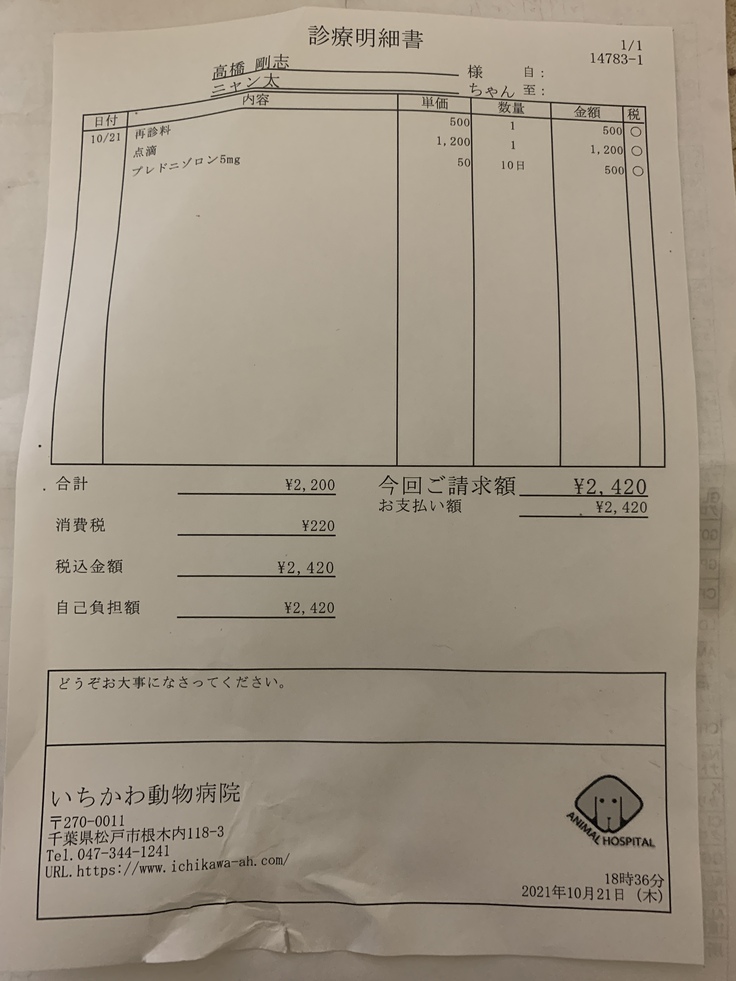 診療明細書
1/1
14783-1
高橋 剛志 様 自：
ニャン太 ちゃん 至：
日付 内容 単価 数量 金額 税
10/21 再診料 500 1 500 ○
点滴 1,200 1 1,200 ○
プレドニゾロン5mg 50 10日 500 ○
合計 ¥2,200
今回ご請求額 ¥2,420
お支払い額 ¥2,420
消費税 ¥220
税込金額 ¥2,420
自己負担額 ¥2,420
どうぞお大事になさってください。
いちかわ動物病院
〒270-0011
千葉県松戸市根木内118-3
Tel.047-344-1241
URL.https://www.ichikawa-ah.com/
ANIMAL HOSPITAL
18時36分
2021年10月21日（木）